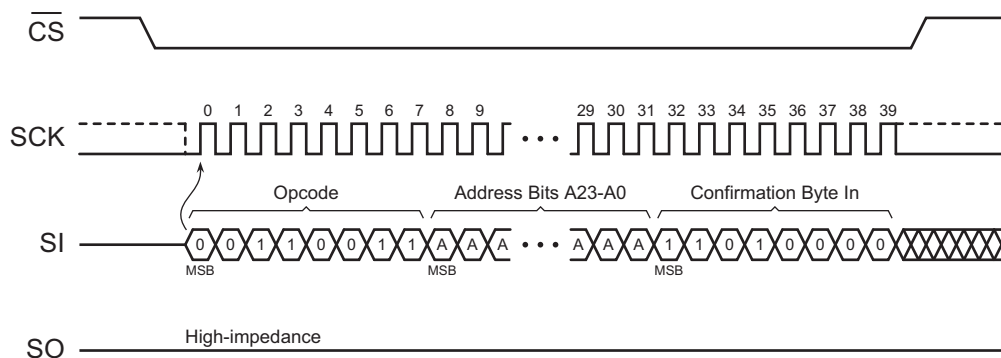 CS
0 1 2 3 4 5 6 7 8 9 29 30 31 32 33 34 35 36 37 38 39
SCK
Opcode Address Bits A23-A0 Confirmation Byte In
SI 0 0 1 1 0 0 1 1 A A A A A A 1 1 0 1 0 0 0 0
MSB MSB MSB
High-impedance
SO